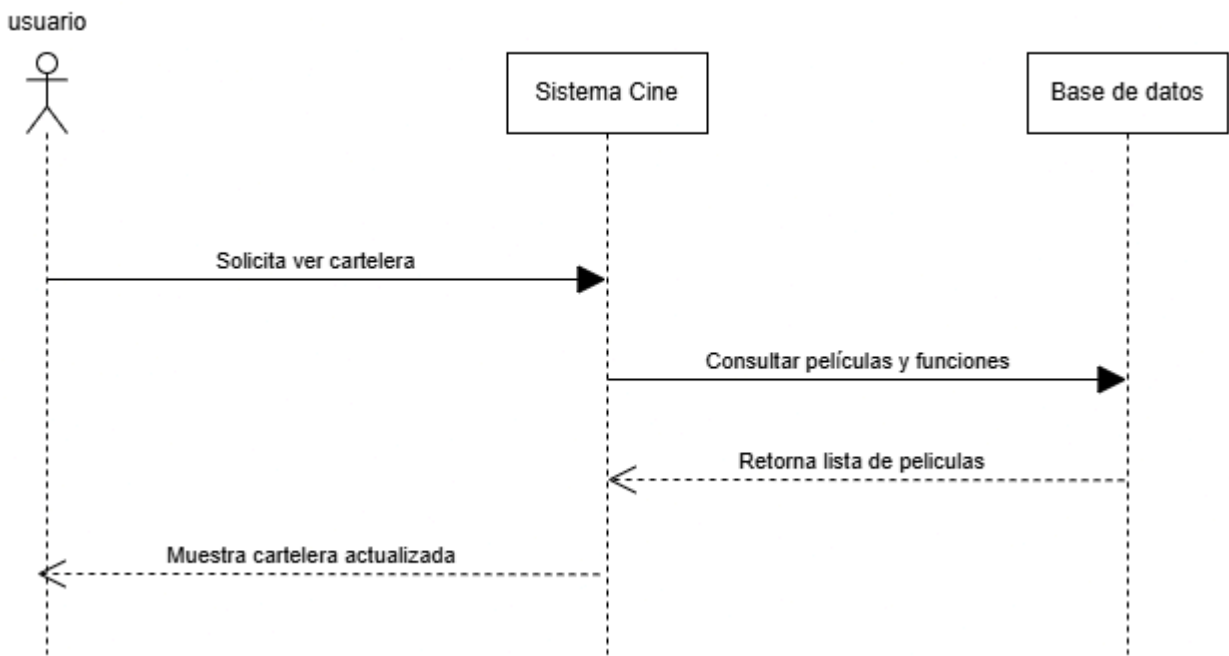 usuario
Sistema Cine
Base de datos
Solicita ver cartelera
Consultar películas y funciones
Retorna lista de peliculas
Muestra cartelera actualizada